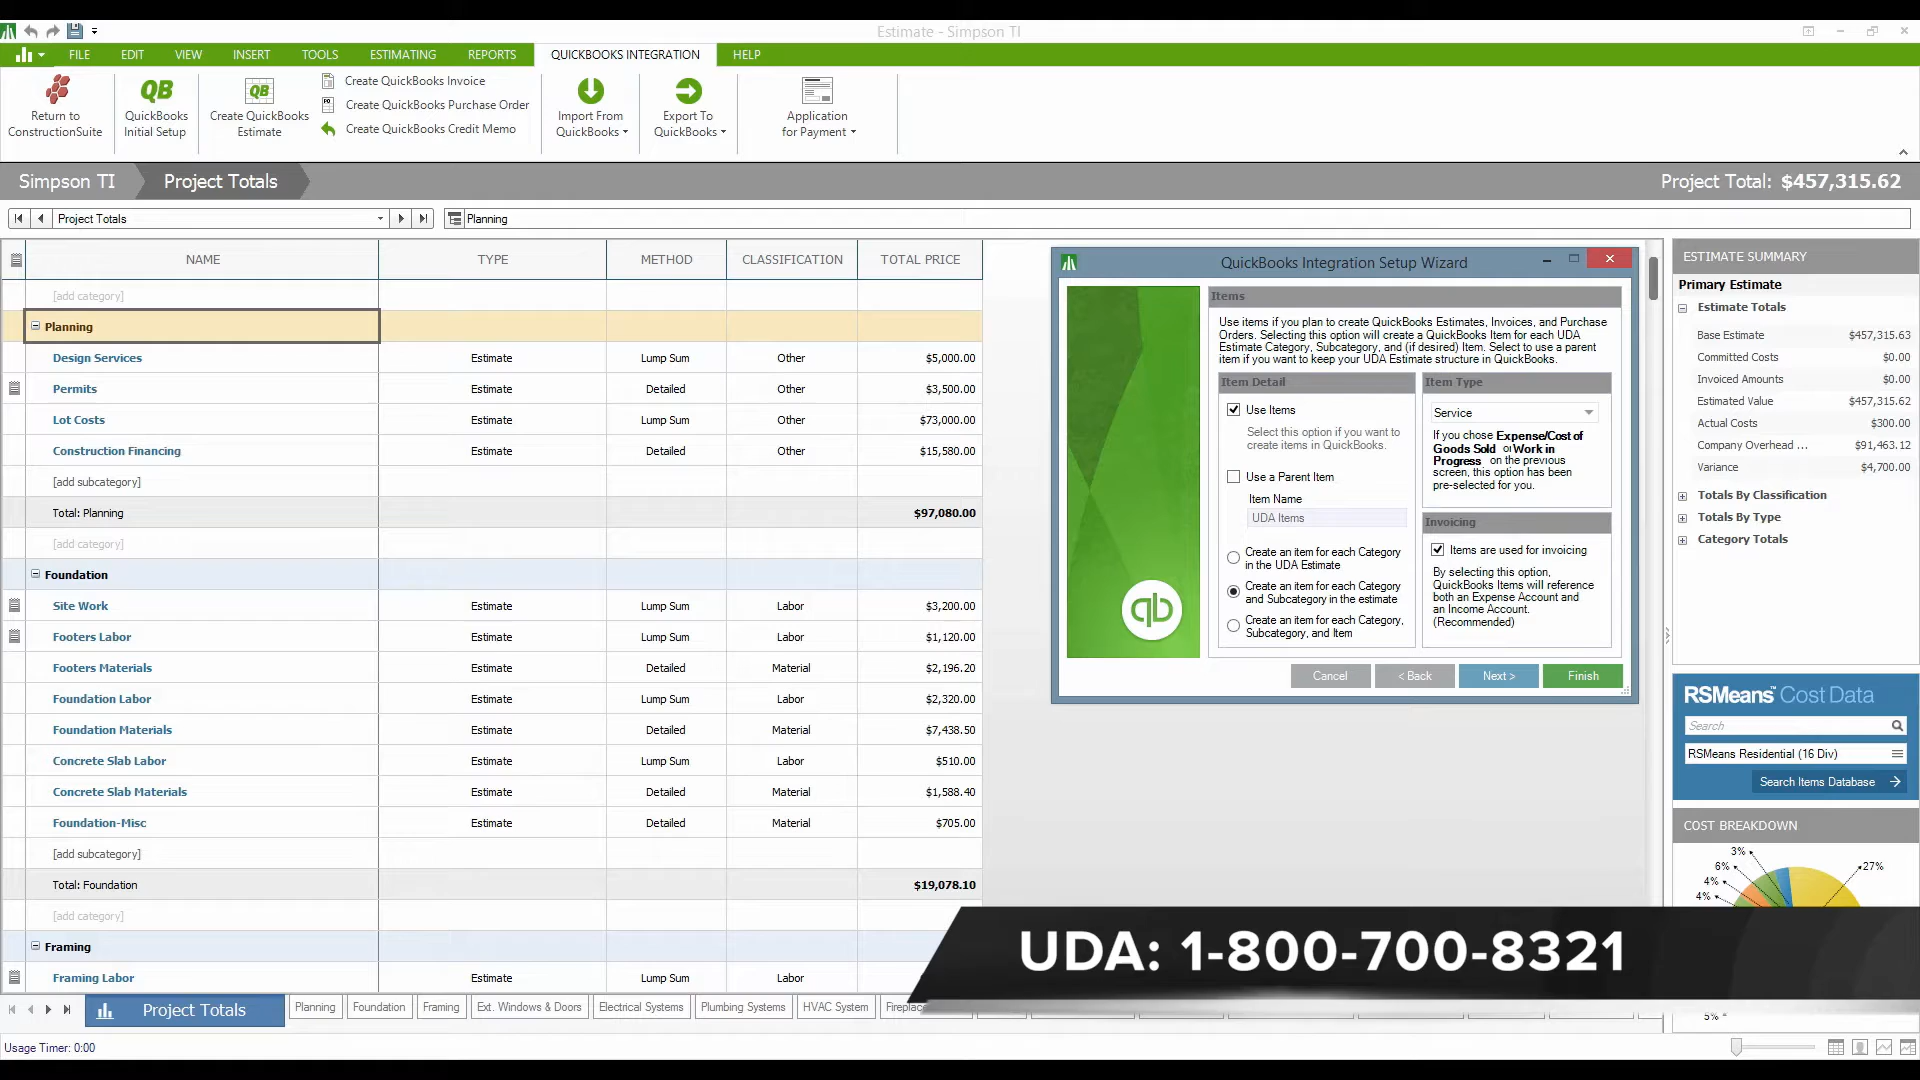 Estimate - Simpson TI
FILE EDIT VIEW INSERT TOOLS ESTIMATING REPORTS QUICKBOOKS INTEGRATION HELP
Return to ConstructionSuite
QB
QuickBooks Initial Setup
QB
Create QuickBooks Estimate
Create QuickBooks Invoice
Create QuickBooks Purchase Order
Create QuickBooks Credit Memo
Import From QuickBooks
Export To QuickBooks
Application for Payment
Simpson TI Project Totals Project Total: $457,315.62
Project Totals Planning
NAME TYPE METHOD CLASSIFICATION TOTAL PRICE
[add category]
Planning
Design Services Estimate Lump Sum Other $5,000.00
Permits Estimate Detailed Other $3,500.00
Lot Costs Estimate Lump Sum Other $73,000.00
Construction Financing Estimate Detailed Other $15,580.00
[add subcategory]
Total: Planning $97,080.00
[add category]
Foundation
Site Work Estimate Lump Sum Labor $3,200.00
Footers Labor Estimate Lump Sum Labor $1,120.00
Footers Materials Estimate Detailed Material $2,196.20
Foundation Labor Estimate Lump Sum Labor $2,320.00
Foundation Materials Estimate Detailed Material $7,438.50
Concrete Slab Labor Estimate Lump Sum Labor $510.00
Concrete Slab Materials Estimate Detailed Material $1,588.40
Foundation-Misc Estimate Detailed Material $705.00
[add subcategory]
Total: Foundation $19,078.10
[add category]
Framing
Framing Labor Estimate Lump Sum Labor
QuickBooks Integration Setup Wizard
Items
Use items if you plan to create QuickBooks Estimates, Invoices, and Purchase
Orders. Selecting this option will create a QuickBooks Item for each UDA
Estimate Category, Subcategory, and (if desired) Item. Select to use a parent
item if you want to keep your UDA Estimate structure in QuickBooks.
Item Detail
Use Items
Select this option if you want to
create items in QuickBooks.
Use a Parent Item
Item Name
UDA Items
Create an item for each Category
in the UDA Estimate
Create an item for each Category
and Subcategory in the estimate
Create an item for each Category,
Subcategory, and Item
Item Type
Service
If you chose Expense/Cost of
Goods Sold or Work in
Progress on the previous
screen, this option has been
pre-selected for you.
Invoicing
Items are used for invoicing
By selecting this option,
QuickBooks Items will reference
both an Expense Account and
an Income Account.
(Recommended)
qb
Cancel < Back Next > Finish
ESTIMATE SUMMARY
Primary Estimate
Estimate Totals
Base Estimate $457,315.63
Committed Costs $0.00
Invoiced Amounts $0.00
Estimated Value $457,315.62
Actual Costs $300.00
Company Overhead ... $91,463.12
Variance $4,700.00
Totals By Classification
Totals By Type
Category Totals
RSMeans™ Cost Data
Search
RSMeans Residential (16 Div)
Search Items Database
COST BREAKDOWN
3%
6%
4%
4%
27%
5%
UDA: 1-800-700-8321
Project Totals Planning Foundation Framing Ext. Windows & Doors Electrical Systems Plumbing Systems HVAC System Fireplac
Usage Timer: 0:00